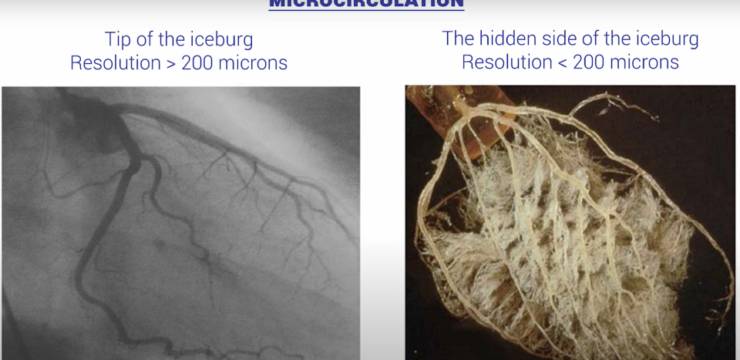 MICROCIRCULATION
Tip of the iceburg
Resolution > 200 microns
The hidden side of the iceburg
Resolution < 200 microns